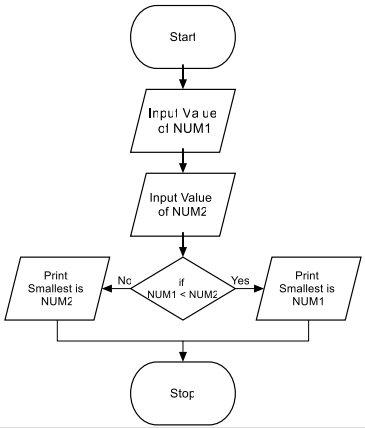 Start
Input Value
of NUM1
Input Value
of NUM2
if
NUM1 < NUM2
No
Yes
Print
Smallest is
NUM2
Print
Smallest is
NUM1
Stop